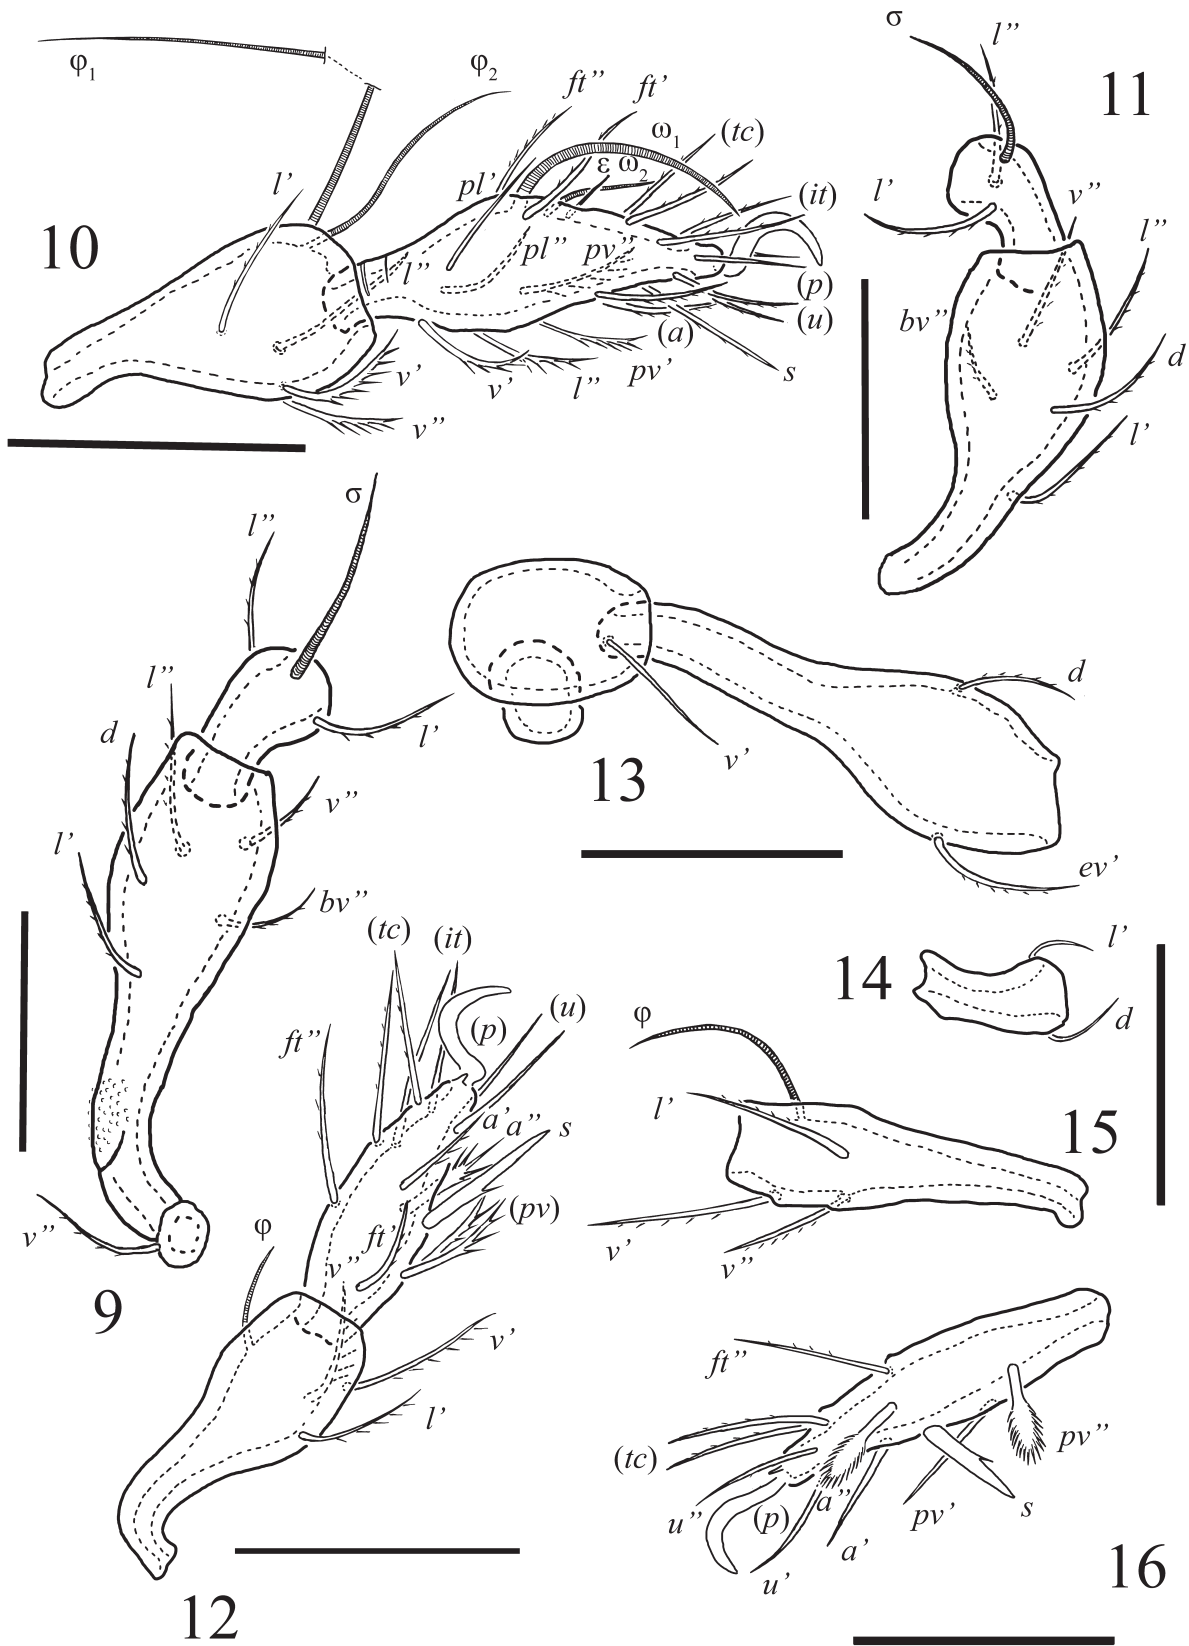 10
φ1
φ2
l’
ft”
ft’
ω1
(tc)
pl’
ε
ω2
(it)
l”
pl”
pv”
(p)
(u)
(a)
s
v’
v”
v’
l”
pv’
11
σ
l”
l’
v”
l”
bv”
d
l’
9
σ
l”
l”
d
l’
l’
v”
bv”
v”
13
d
v’
ev’
14
l’
d
12
(tc)
(it)
(p)
(u)
ft”
a’
a”
s
(pv)
ft’
v”
φ
v’
l’
15
φ
l’
v’
v”
16
ft”
(tc)
u”
(p)
a”
u’
a’
pv’
s
pv”